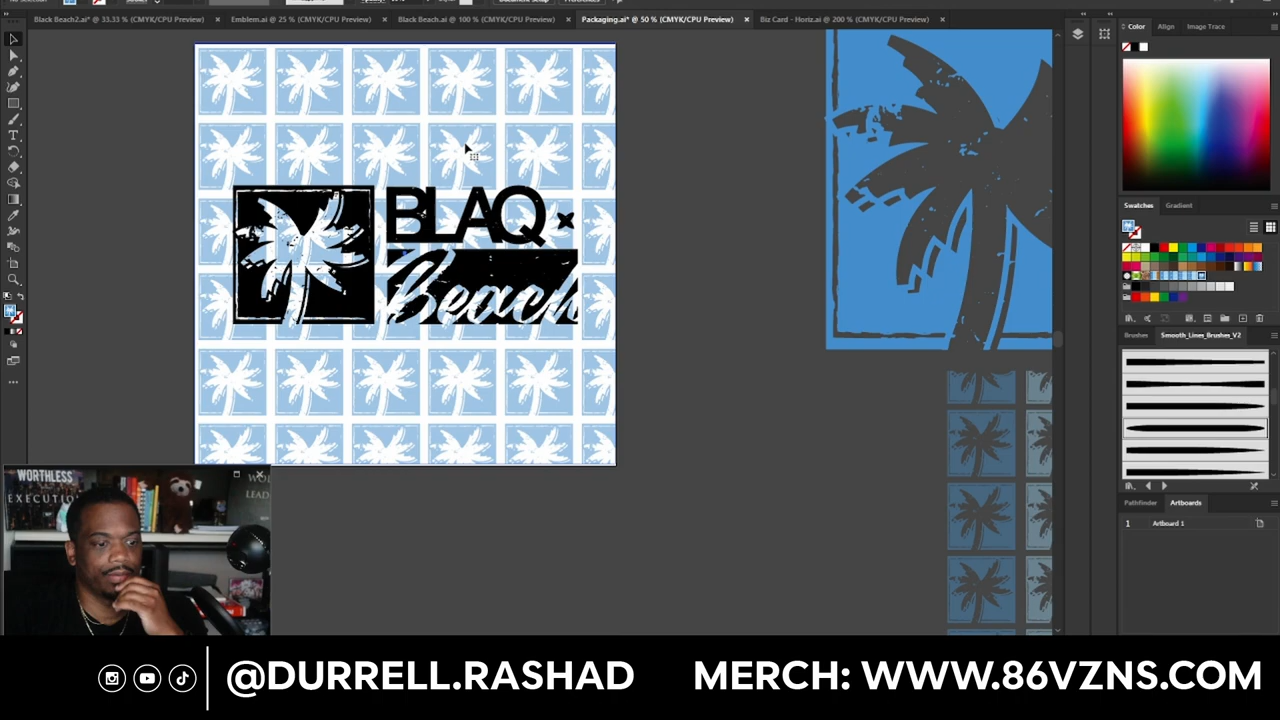 Black Beach2.ai* @ 33.33 % (CMYK/CPU Preview)
Emblem.ai @ 25 % (CMYK/CPU Preview)
Black Beach.ai @ 100 % (CMYK/CPU Preview)
Packaging.ai* @ 50 % (CMYK/CPU Preview)
Biz Card - Horiz.ai @ 200 % (CMYK/CPU Preview)
Color
Align
Image Trace
BLAQ
Beach
Swatches
Gradient
Brushes
Smooth_Lines_Brushes_V2
Pathfinder
Artboards
1
Artboard 1
WORTHLESS
EXECUTION
LEAD
@DURRELL.RASHAD
MERCH: WWW.86VZNS.COM